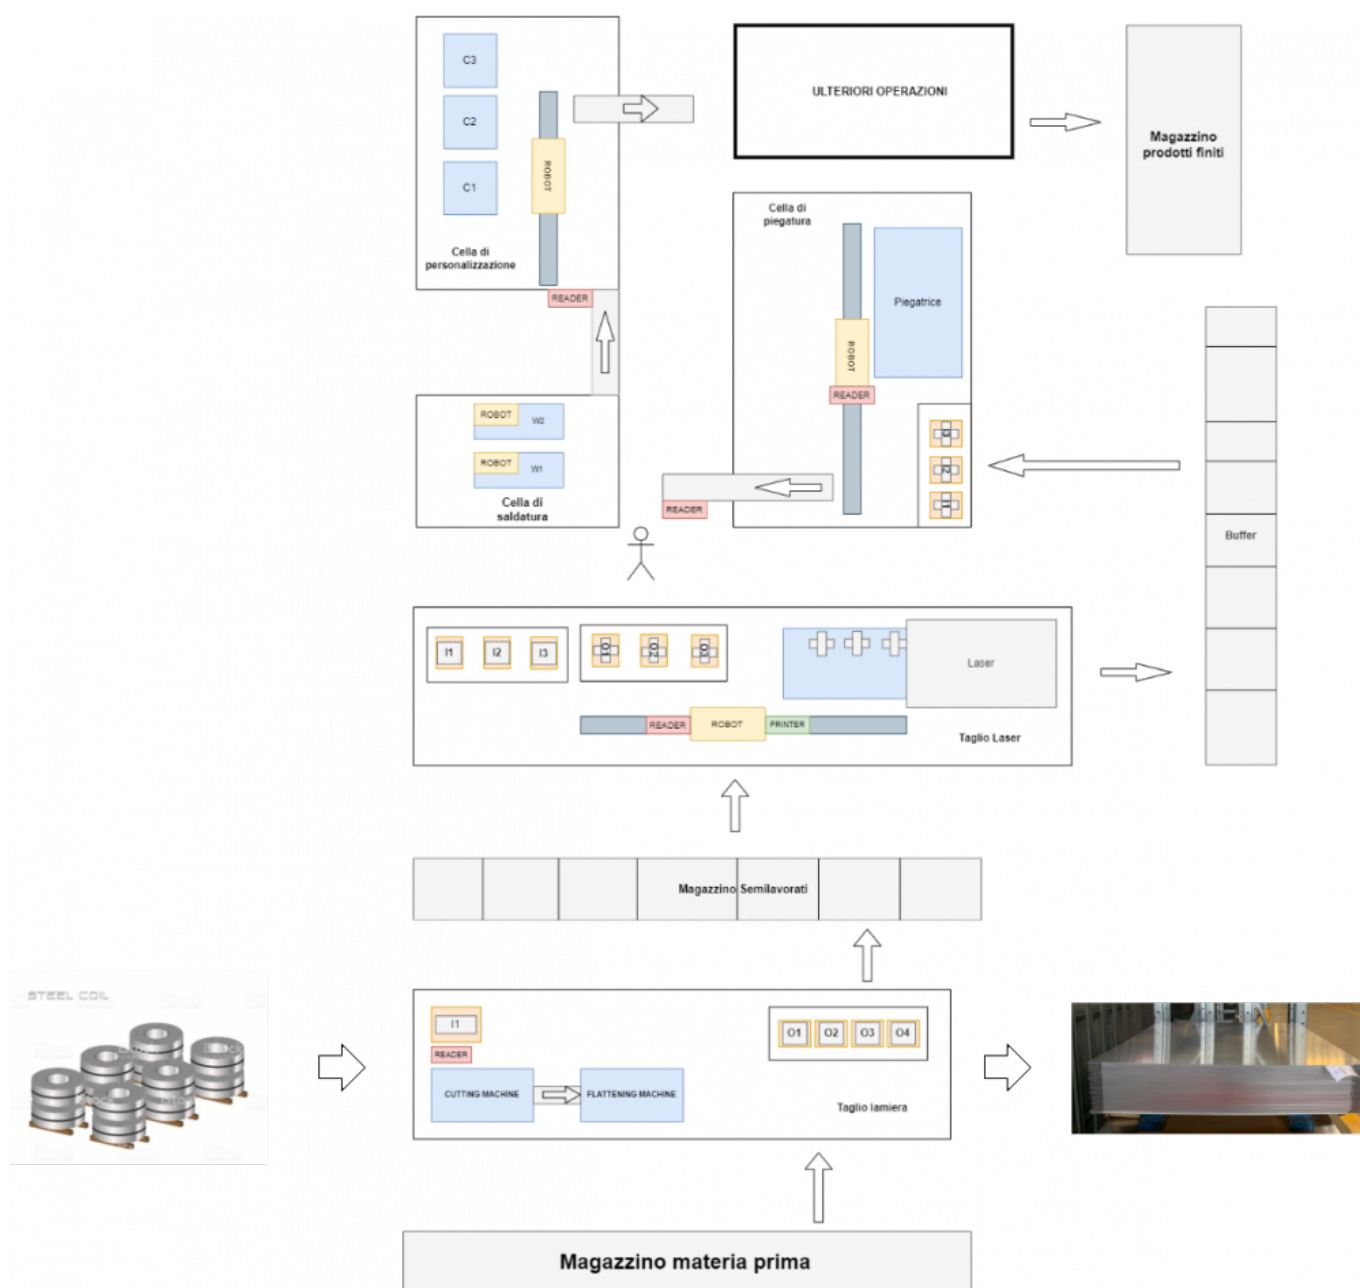 C3
C2
C1
ROBOT
Cella di
personalizzazione
READER
ULTERIORI OPERAZIONI
Magazzino
prodotti finiti
Cella di
piegatura
Piegatrice
ROBOT
READER
I3
I2
I1
READER
ROBOT
W2
ROBOT
W1
Cella di
saldatura
Buffer
I1
I2
I3
O1
O2
O3
Laser
READER
ROBOT
PRINTER
Taglio Laser
Magazzino Semilavorati
STEEL COIL
I1
READER
CUTTING MACHINE
FLATTENING MACHINE
O1
O2
O3
O4
Taglio lamiera
Magazzino materia prima